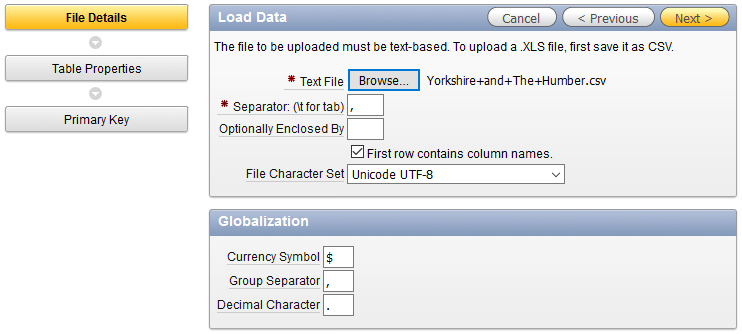 File Details
Table Properties
Primary Key
Load Data
Cancel
< Previous
Next >
The file to be uploaded must be text-based. To upload a .XLS file, first save it as CSV.
* Text File Browse... Yorkshire+and+The+Humber.csv
* Separator: (\t for tab) ,
Optionally Enclosed By
First row contains column names.
File Character Set Unicode UTF-8
Globalization
Currency Symbol $
Group Separator ,
Decimal Character .